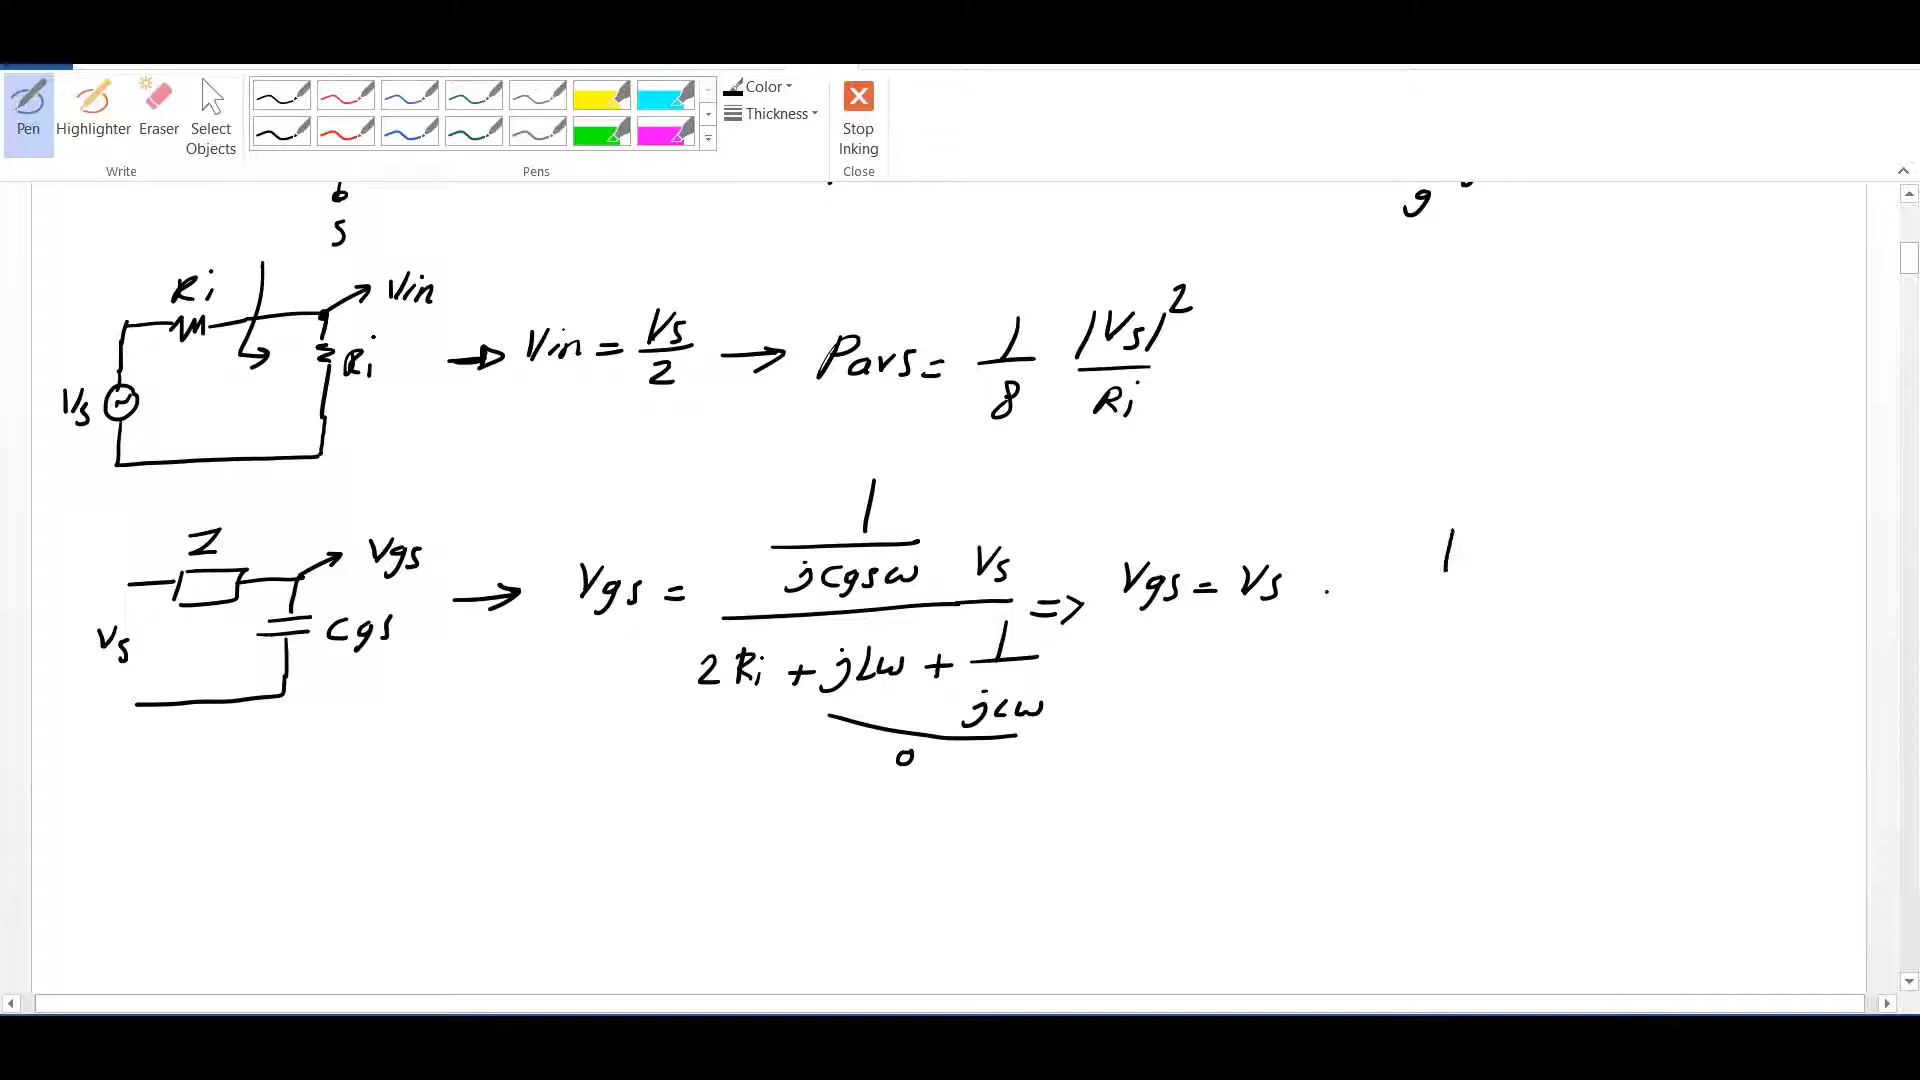 Color
Thickness
Pen Highlighter Eraser Select Objects Stop Inking
Write Pens Close
b
s
g
Ri Vin
Vs Ri → Vin = Vs/2 → Pavs = 1/8 |Vs|²/Ri
Z Vgs
Vs Cgs → Vgs = (1/(jCgsω) Vs)/(2Ri + jLω + 1/(jCω)) => Vgs = Vs . 1
0